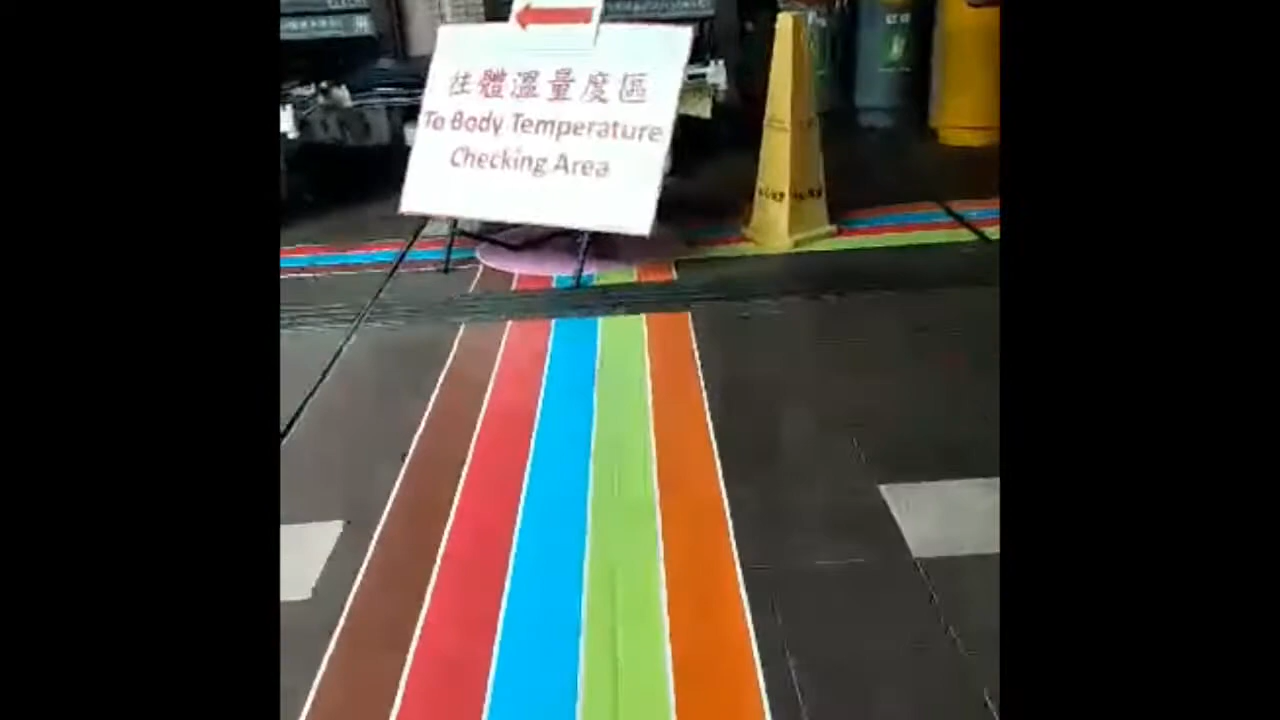 往體溫量度區
To Body Temperature
Checking Area